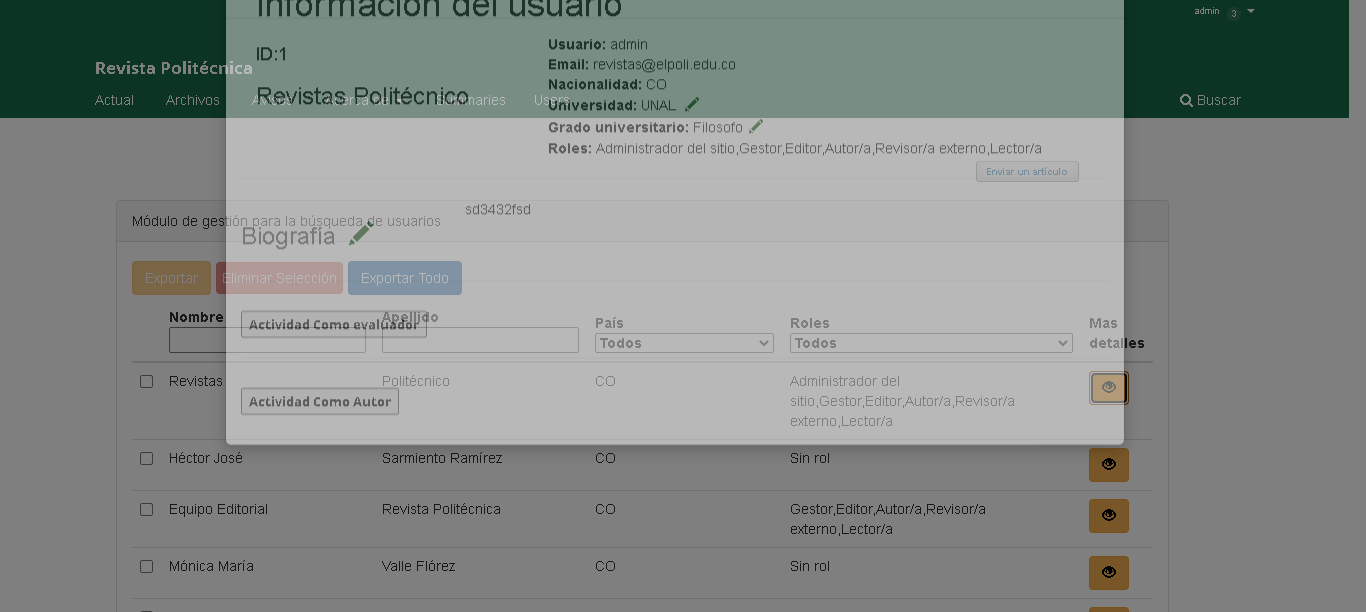 Información del usuario
admin 3
ID:1
Usuario: admin
Email: revistas@elpoli.edu.co
Revista Politécnica
Nacionalidad: CO
Revistas Politécnico
Actual Archivos Avisos Acerca de Summaries Users
Universidad: UNAL
Buscar
Grado universitario: Filosofo
Roles: Administrador del sitio,Gestor,Editor,Autor/a,Revisor/a externo,Lector/a
Enviar un artículo
sd3432fsd
Módulo de gestión para la búsqueda de usuarios
Biografía
Exportar Eliminar Selección Exportar Todo
Nombre Apellido País Roles Mas detalles
Actividad Como evaluador
Todos Todos
Revistas Politécnico CO Administrador del
sitio,Gestor,Editor,Autor/a,Revisor/a
externo,Lector/a
Actividad Como Autor
Héctor José Sarmiento Ramírez CO Sin rol
Equipo Editorial Revista Politécnica CO Gestor,Editor,Autor/a,Revisor/a
externo,Lector/a
Mónica María Valle Flórez CO Sin rol